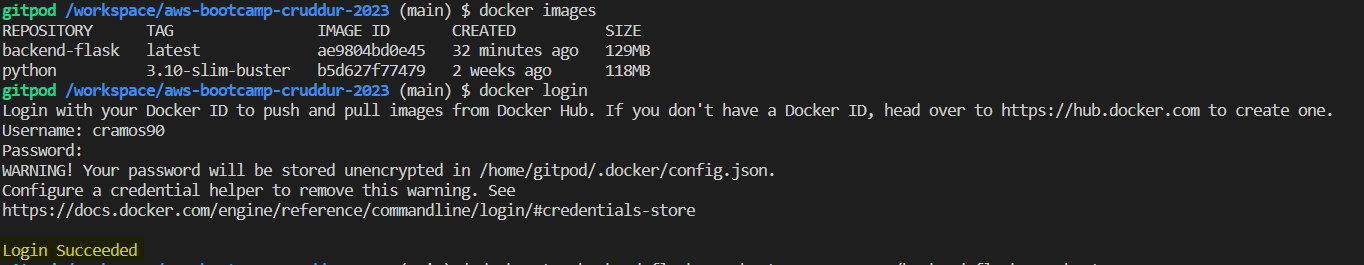 gitpod /workspace/aws-bootcamp-cruddur-2023 (main) $ docker images
REPOSITORY TAG IMAGE ID CREATED SIZE
backend-flask latest ae9804bd0e45 32 minutes ago 129MB
python 3.10-slim-buster b5d627f77479 2 weeks ago 118MB
gitpod /workspace/aws-bootcamp-cruddur-2023 (main) $ docker login
Login with your Docker ID to push and pull images from Docker Hub. If you don't have a Docker ID, head over to https://hub.docker.com to create one.
Username: cramos90
Password:
WARNING! Your password will be stored unencrypted in /home/gitpod/.docker/config.json.
Configure a credential helper to remove this warning. See
https://docs.docker.com/engine/reference/commandline/login/#credentials-store
Login Succeeded